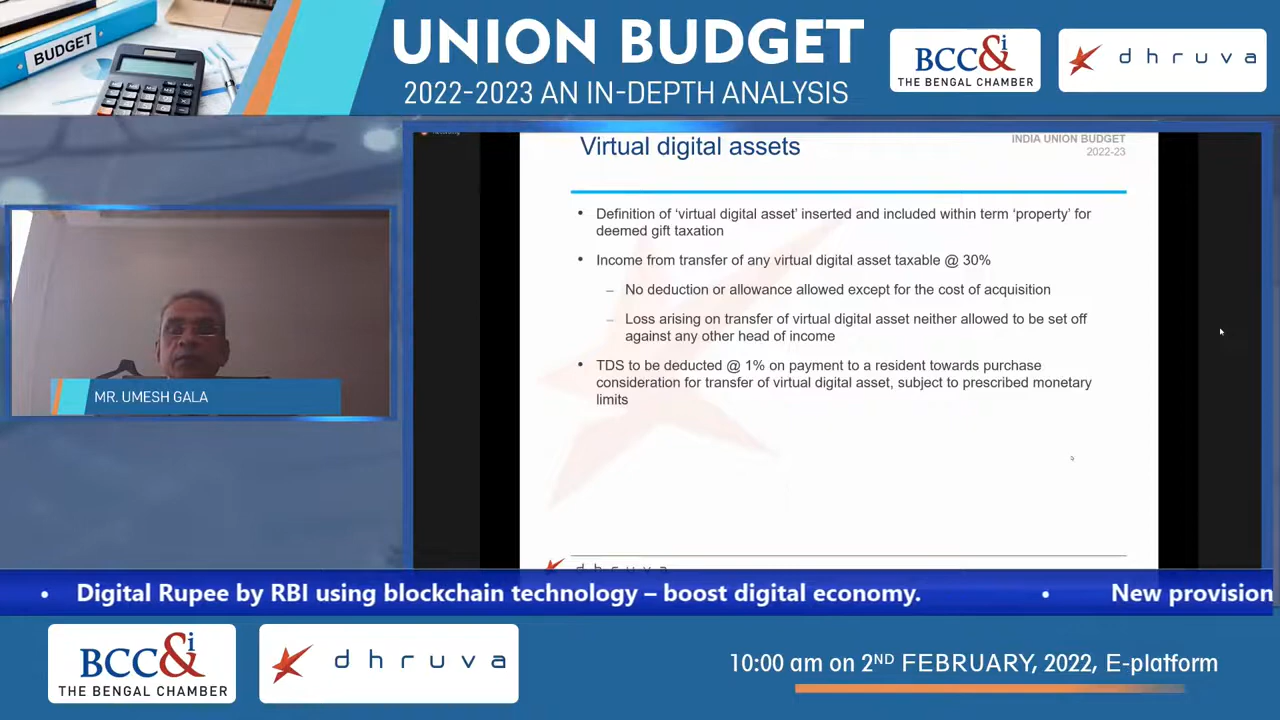 BUDGET
UNION BUDGET
2022-2023 AN IN-DEPTH ANALYSIS
BCC&i
THE BENGAL CHAMBER
dhruva
Virtual digital assets
INDIA UNION BUDGET
2022-23
• Definition of ‘virtual digital asset’ inserted and included within term ‘property’ for
deemed gift taxation
• Income from transfer of any virtual digital asset taxable @ 30%
– No deduction or allowance allowed except for the cost of acquisition
– Loss arising on transfer of virtual digital asset neither allowed to be set off
against any other head of income
• TDS to be deducted @ 1% on payment to a resident towards purchase
consideration for transfer of virtual digital asset, subject to prescribed monetary
limits
dhruva
MR. UMESH GALA
• Digital Rupee by RBI using blockchain technology – boost digital economy. • New provision
BCC&i
THE BENGAL CHAMBER
dhruva
10:00 am on 2ND FEBRUARY, 2022, E-platform